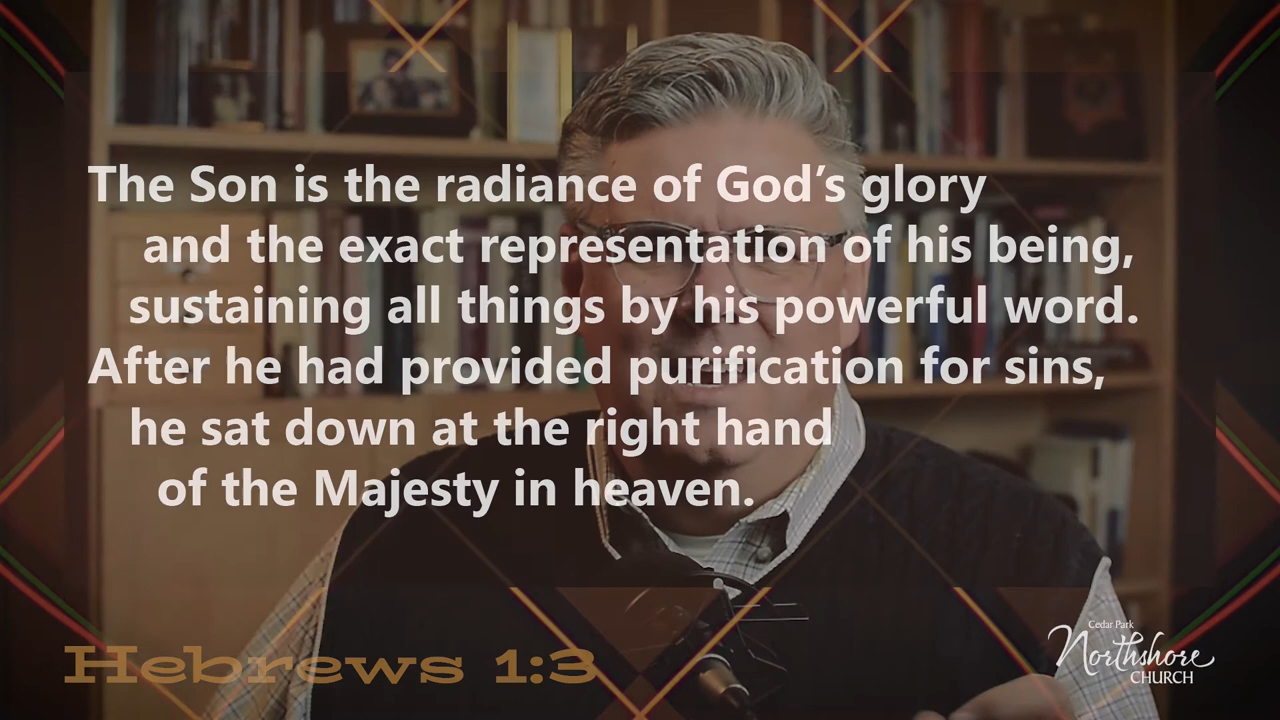 The Son is the radiance of God’s glory
and the exact representation of his being,
sustaining all things by his powerful word.
After he had provided purification for sins,
he sat down at the right hand
of the Majesty in heaven.
Hebrews 1:3
Cedar Park
Northshore
CHURCH